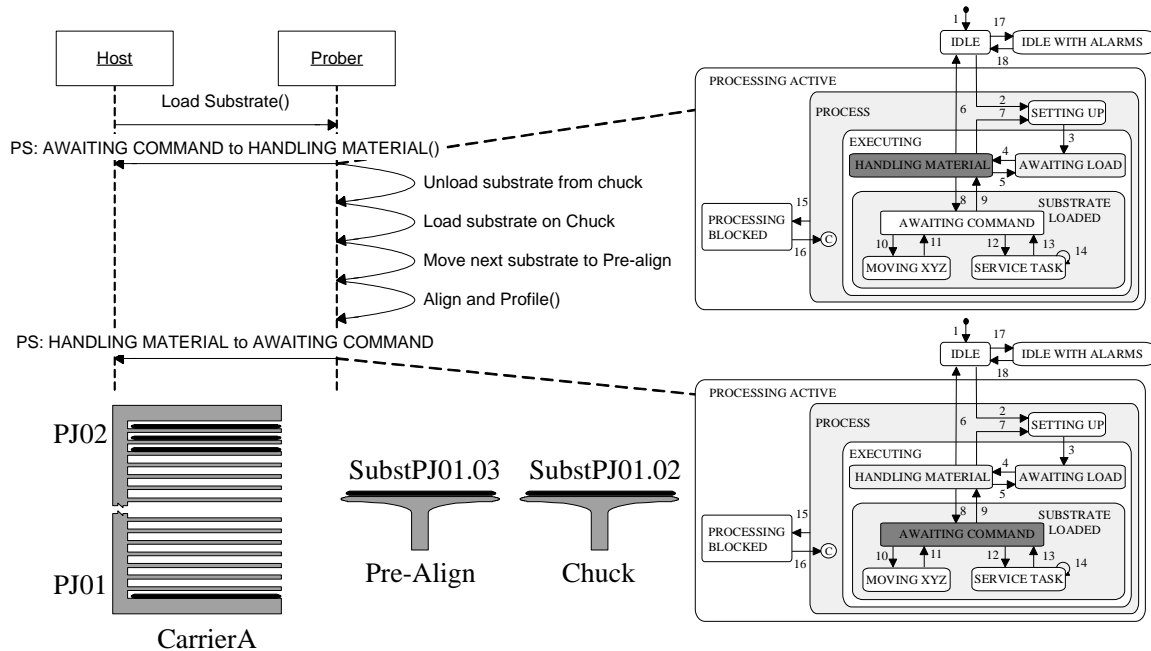 Host
Prober
Load Substrate()
PS: AWAITING COMMAND to HANDLING MATERIAL()
Unload substrate from chuck
Load substrate on Chuck
Move next substrate to Pre-align
Align and Profile()
PS: HANDLING MATERIAL to AWAITING COMMAND
PJ02
PJ01
CarrierA
SubstPJ01.03
Pre-Align
SubstPJ01.02
Chuck
1
17
IDLE
IDLE WITH ALARMS
18
PROCESSING ACTIVE
6
2
PROCESS
7
SETTING UP
3
EXECUTING
4
HANDLING MATERIAL
AWAITING LOAD
5
8
9
SUBSTRATE
LOADED
15
PROCESSING
BLOCKED
16
C
AWAITING COMMAND
10
11
12
13
14
MOVING XYZ
SERVICE TASK
1
17
IDLE
IDLE WITH ALARMS
18
PROCESSING ACTIVE
6
2
PROCESS
7
SETTING UP
3
EXECUTING
4
HANDLING MATERIAL
AWAITING LOAD
5
8
9
SUBSTRATE
LOADED
15
PROCESSING
BLOCKED
16
C
AWAITING COMMAND
10
11
12
13
14
MOVING XYZ
SERVICE TASK